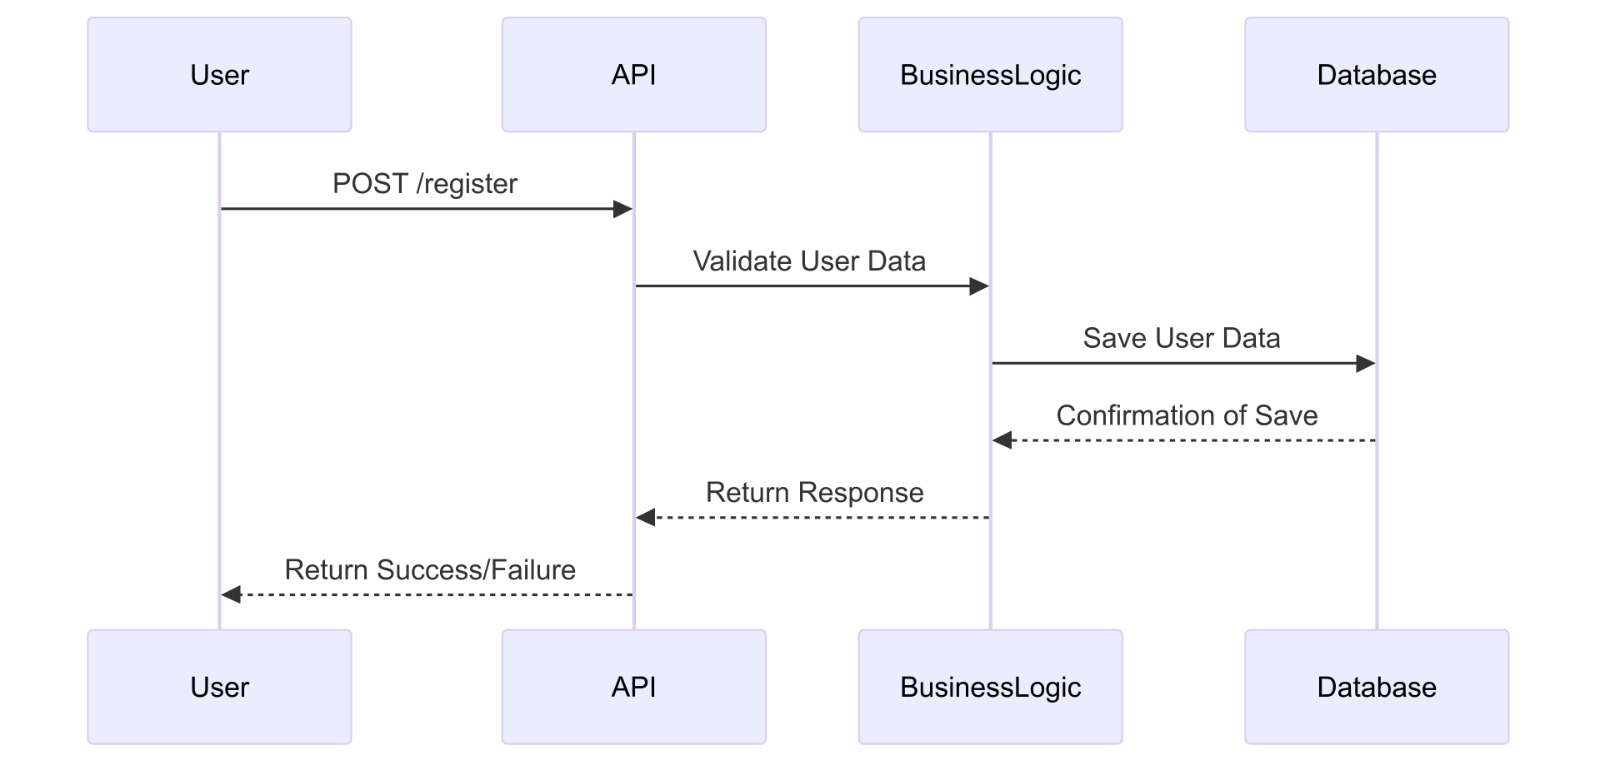 User
API
BusinessLogic
Database
POST /register
Validate User Data
Save User Data
Confirmation of Save
Return Response
Return Success/Failure
User
API
BusinessLogic
Database